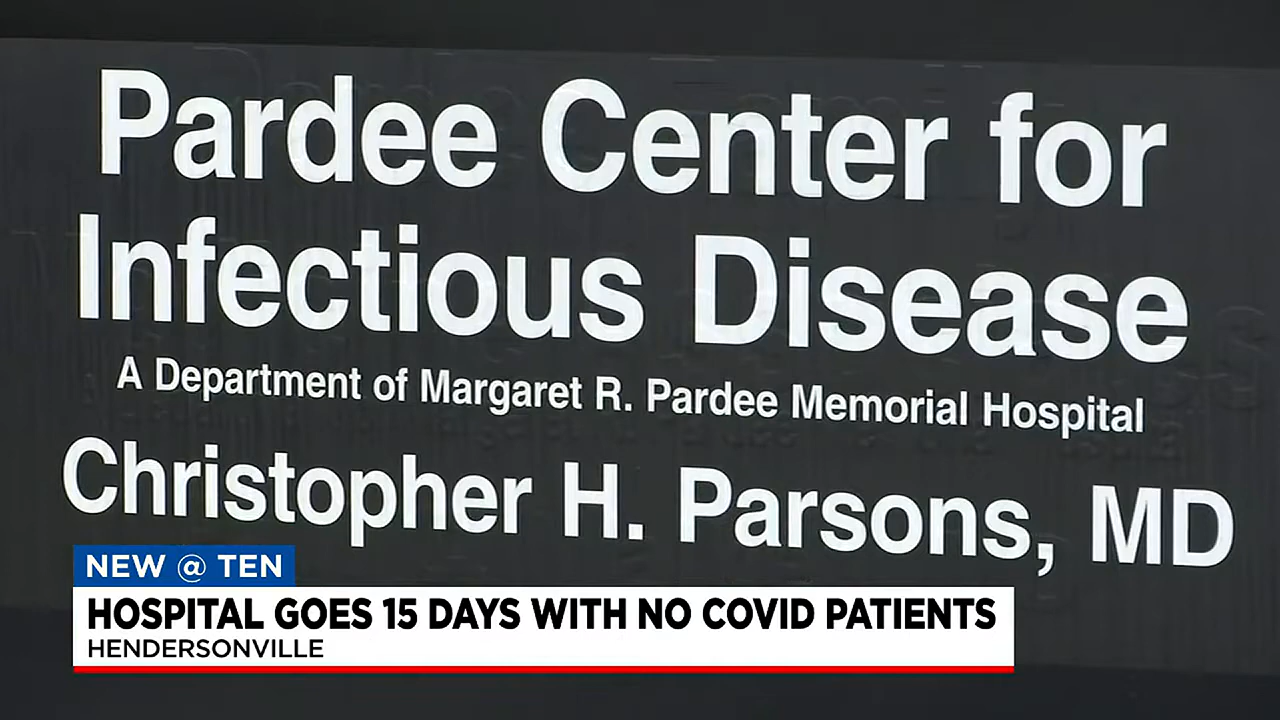 Pardee Center for
Infectious Disease
A Department of Margaret R. Pardee Memorial Hospital
Christopher H. Parsons, MD
NEW @ TEN
HOSPITAL GOES 15 DAYS WITH NO COVID PATIENTS
HENDERSONVILLE